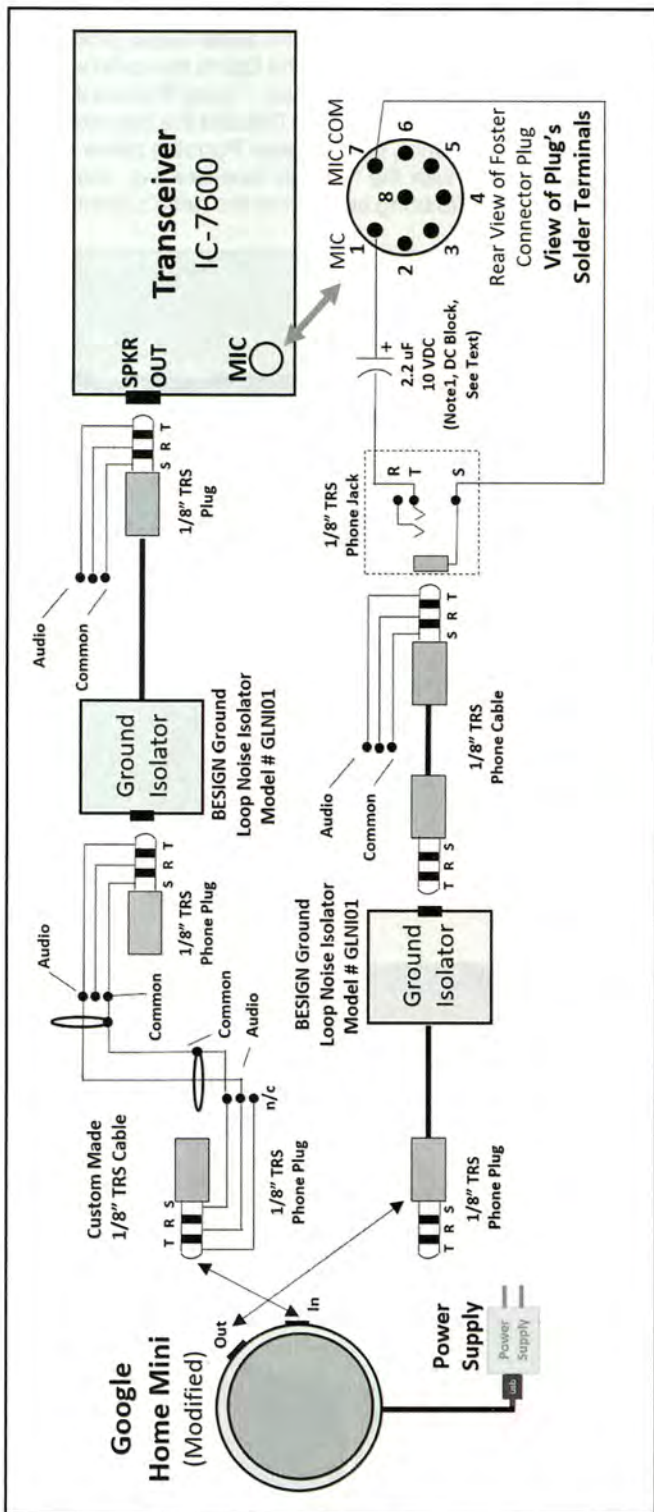 Google
Home Mini
(Modified)
Out
In
Power
Supply
Power
Supply
usb
Custom Made
1/8" TRS Cable
T R S
1/8" TRS
Phone Plug
n/c
Common
Audio
Audio
Common
S R T
1/8" TRS
Phone Plug
Ground
Isolator
BESIGN Ground
Loop Noise Isolator
Model # GLNI01
Audio
Common
S R T
1/8" TRS
Plug
SPKR
OUT
Transceiver
IC-7600
MIC
T R S
1/8" TRS
Phone Plug
BESIGN Ground
Loop Noise Isolator
Model # GLNI01
Ground
Isolator
T R S
Audio
Common
S R T
1/8" TRS
Phone Cable
1/8" TRS
Phone Jack
R
T
S
+
2.2 uF
10 VDC
(Note1, DC Block,
See Text)
MIC
MIC COM
1
7
2
8
6
3
5
4
Rear View of Foster
Connector Plug
View of Plug's
Solder Terminals